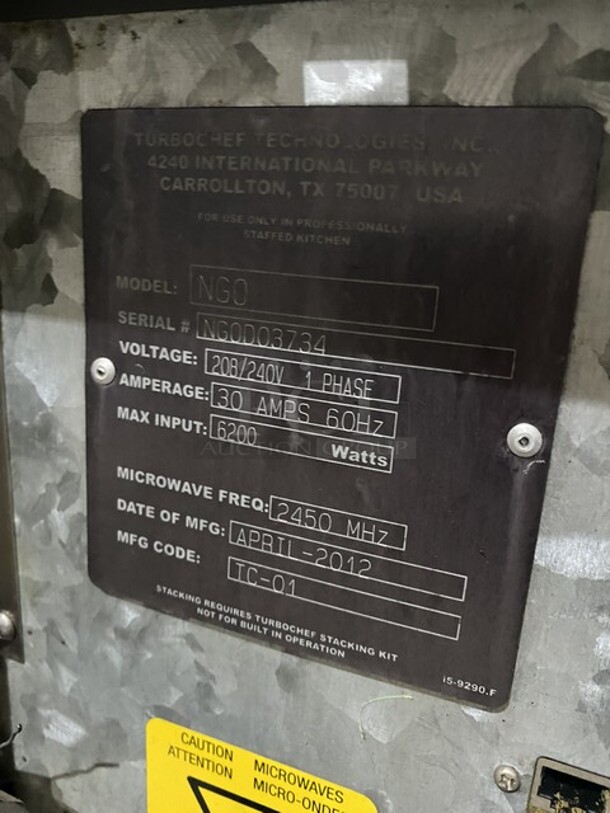 TURBOCHEF TECHNOLOGIES, INC.
4240 INTERNATIONAL PARKWAY
CARROLLTON, TX 75007 USA
FOR USE ONLY IN PROFESSIONALLY
STAFFED KITCHEN
MODEL: NGO
SERIAL # NGOD03734
VOLTAGE: 208/240V 1 PHASE
AMPERAGE: 30 AMPS 60Hz
MAX INPUT: 6200 Watts
AUCTION GROUP
MICROWAVE FREQ: 2450 MHz
DATE OF MFG: APRIL-2012
MFG CODE: TC-01
STACKING REQUIRES TURBOCHEF STACKING KIT
NOT FOR BUILT IN OPERATION
i5-9290.F
CAUTION MICROWAVES
ATTENTION MICRO-ONDE